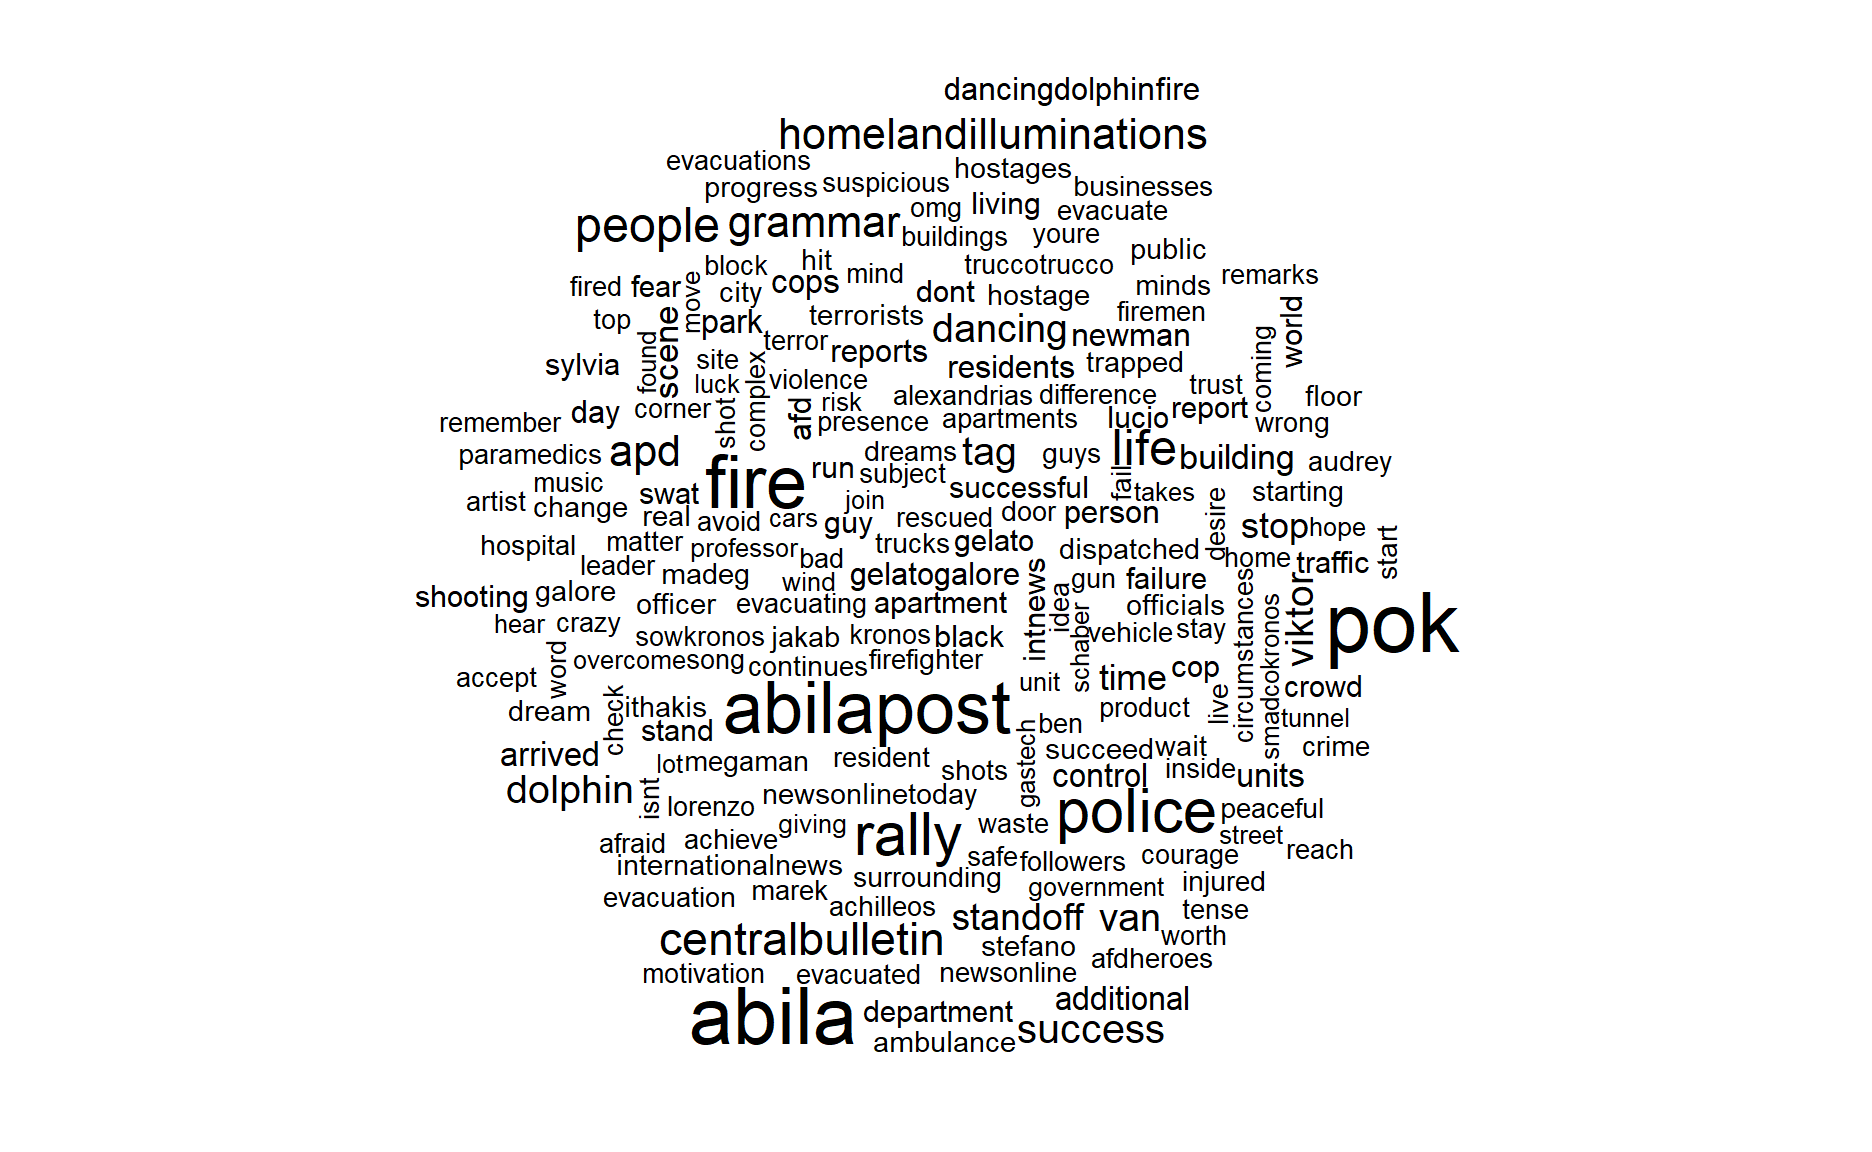 dancingdolphinfire
homelandilluminations
evacuations
hostages
progress
suspicious
businesses
omg
living
evacuate
people
grammar
buildings
youre
public
block
hit
mind
truccotrucco
remarks
fired
fear
move
city
cops
dont
hostage
minds
firemen
world
top
scene
park
terrorists
dancing
newman
coming
found
terror
reports
sylvia
site
complex
residents
trapped
luck
violence
trust
shot
afd
risk
alexandrias
difference
floor
remember
day
corner
presence
apartments
lucio
report
wrong
paramedics
apd
dreams
tag
guys
life
building
audrey
music
fire
run
subject
fail
artist
change
swat
join
successful
takes
desire
starting
real
avoid
cars
guy
rescued
door
person
stop
hope
hospital
matter
professor
bad
trucks
gelato
dispatched
home
traffic
start
leader
madeg
wind
gelatogalore
intnews
idea
gun
failure
circumstances
viktor
shooting
galore
officer
evacuating
apartment
schaber
officials
smadcokronos
pok
hear
crazy
sowkronos
jakab
kronos
black
vehicle
stay
word
overcomesong
continues
firefighter
accept
unit
time
cop
crowd
dream
check
ithakis
abilapost
ben
product
live
tunnel
stand
gastech
arrived
lot
megaman
resident
shots
succeed
wait
crime
dolphin
isnt
lorenzo
newsonlinetoday
control
inside
units
giving
rally
waste
police
peaceful
street
afraid
achieve
safe
followers
courage
reach
internationalnews
surrounding
government
injured
evacuation
marek
achilleos
standoff
van
tense
centralbulletin
stefano
worth
motivation
evacuated
newsonline
afdheroes
abila
department
additional
ambulance
success